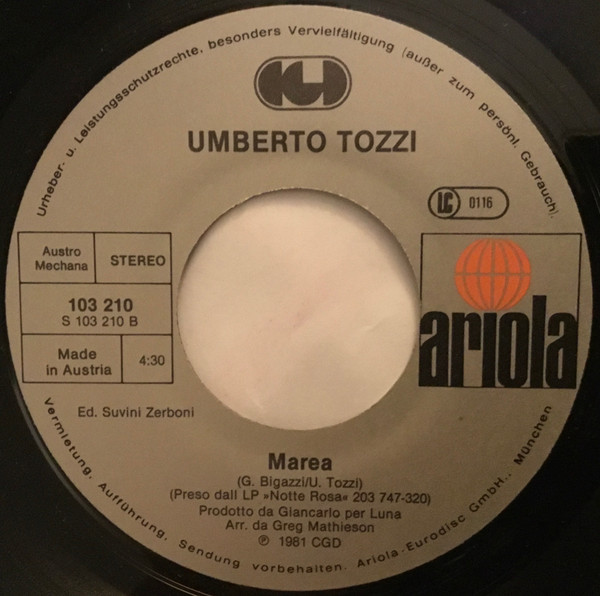 Urheber- u. Leistungsschutzrechte, besonders Vervielfältigung (außer zum persönl. Gebrauch),
UMBERTO TOZZI
LC 0116
Austro
Mechana
STEREO
103 210
S 103 210 B
Made
in Austria
4:30
ariola
Ed. Suvini Zerboni
Marea
(G. Bigazzi/U. Tozzi)
(Preso dall LP »Notte Rosa« 203 747-320)
Prodotto da Giancarlo per Luna
Arr. da Greg Mathieson
℗ 1981 CGD
Vermietung, Aufführung, Sendung vorbehalten. Ariola-Eurodisc GmbH., München